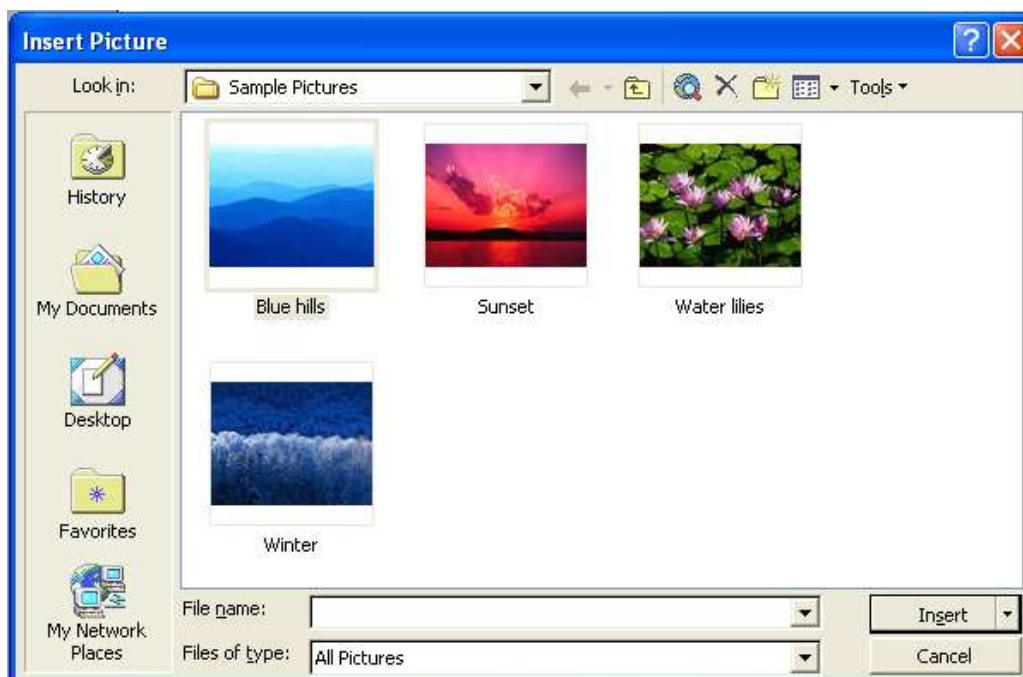 Insert Picture
?
Look in:
Sample Pictures
Tools
History
My Documents
Desktop
Favorites
My Network
Places
Blue hills
Sunset
Water lilies
Winter
File name:
Insert
Files of type:
All Pictures
Cancel